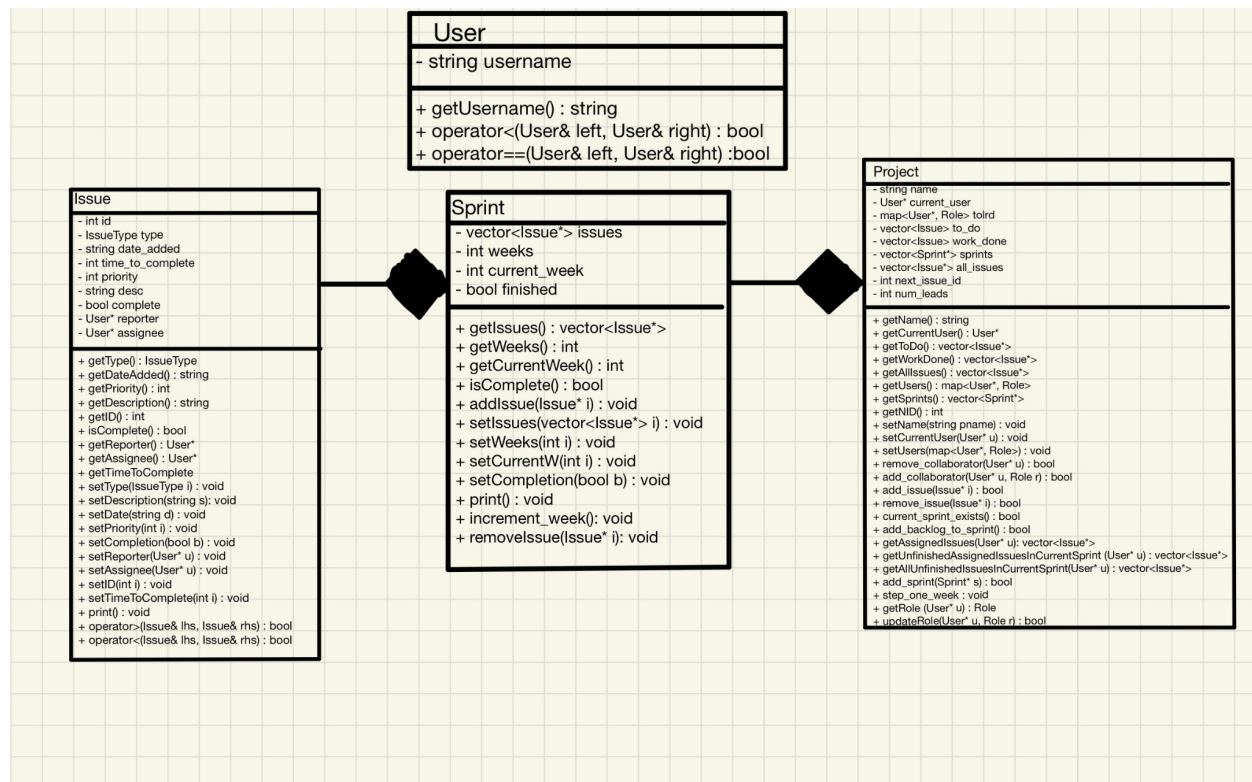 User
- string username
+ getUsername() : string
+ operator<(User& left, User& right) : bool
+ operator==(User& left, User& right) :bool
Issue
- int id
- IssueType type
- string date_added
- int time_to_complete
- int priority
- string desc
- bool complete
- User* reporter
- User* assignee
+ getType() : IssueType
+ getDateAdded() : string
+ getPriority() : int
+ getDescription() : string
+ getID() : int
+ isComplete() : bool
+ getReporter() : User*
+ getAssignee() : User*
+ getTimeToComplete
+ setType(IssueType i) : void
+ setDescription(string s): void
+ setDate(string d) : void
+ setPriority(int i) : void
+ setCompletion(bool b) : void
+ setReporter(User* u) : void
+ setAssignee(User* u) : void
+ setID(int i) : void
+ setTimeToComplete(int i) : void
+ print() : void
+ operator>(Issue& lhs, Issue& rhs) : bool
+ operator<(Issue& lhs, Issue& rhs) : bool
Sprint
- vector<Issue*> issues
- int weeks
- int current_week
- bool finished
+ getIssues() : vector<Issue*>
+ getWeeks() : int
+ getCurrentWeek() : int
+ isComplete() : bool
+ addIssue(Issue* i) : void
+ setIssues(vector<Issue*> i) : void
+ setWeeks(int i) : void
+ setCurrentW(int i) : void
+ setCompletion(bool b) : void
+ print() : void
+ increment_week(): void
+ removeIssue(Issue* i): void
Project
- string name
- User* current_user
- map<User*, Role> tolrd
- vector<Issue> to_do
- vector<Issue> work_done
- vector<Sprint*> sprints
- vector<Issue*> all_issues
- int next_issue_id
- int num_leads
+ getName() : string
+ getCurrentUser() : User*
+ getToDo() : vector<Issue*>
+ getWorkDone() : vector<Issue*>
+ getAllIssues() : vector<Issue*>
+ getUsers() : map<User*, Role>
+ getSprints() : vector<Sprint*>
+ getNID() : int
+ setName(string pname) : void
+ setCurrentUser(User* u) : void
+ setUsers(map<User*, Role>) : void
+ remove_collaborator(User* u) : bool
+ add_collaborator(User* u, Role r) : bool
+ add_issue(Issue* i) : bool
+ remove_issue(Issue* i) : bool
+ current_sprint_exists() : bool
+ add_backlog_to_sprint() : bool
+ getAssignedIssues(User* u): vector<Issue*>
+ getUnfinishedAssignedIssuesInCurrentSprint (User* u) : vector<Issue*>
+ getAllUnfinishedIssuesInCurrentSprint(User* u) : vector<Issue*>
+ add_sprint(Sprint* s) : bool
+ step_one_week : void
+ getRole (User* u) : Role
+ updateRole(User* u, Role r) : bool